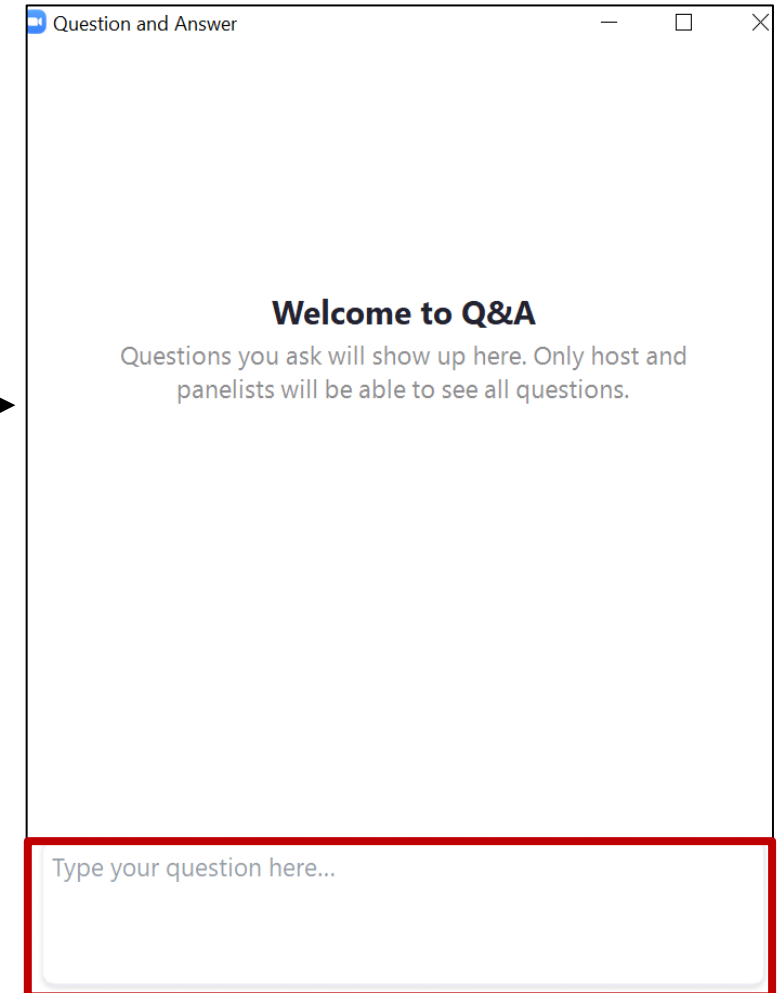 Question and Answer
Welcome to Q&A
Questions you ask will show up here. Only host and
panelists will be able to see all questions.
Type your question here...